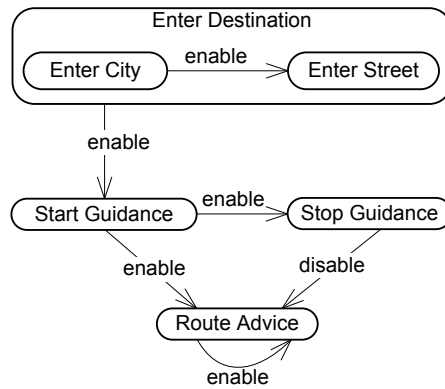 Enter Destination
enable
Enter City
Enter Street
enable
enable
Start Guidance
Stop Guidance
enable
disable
Route Advice
enable